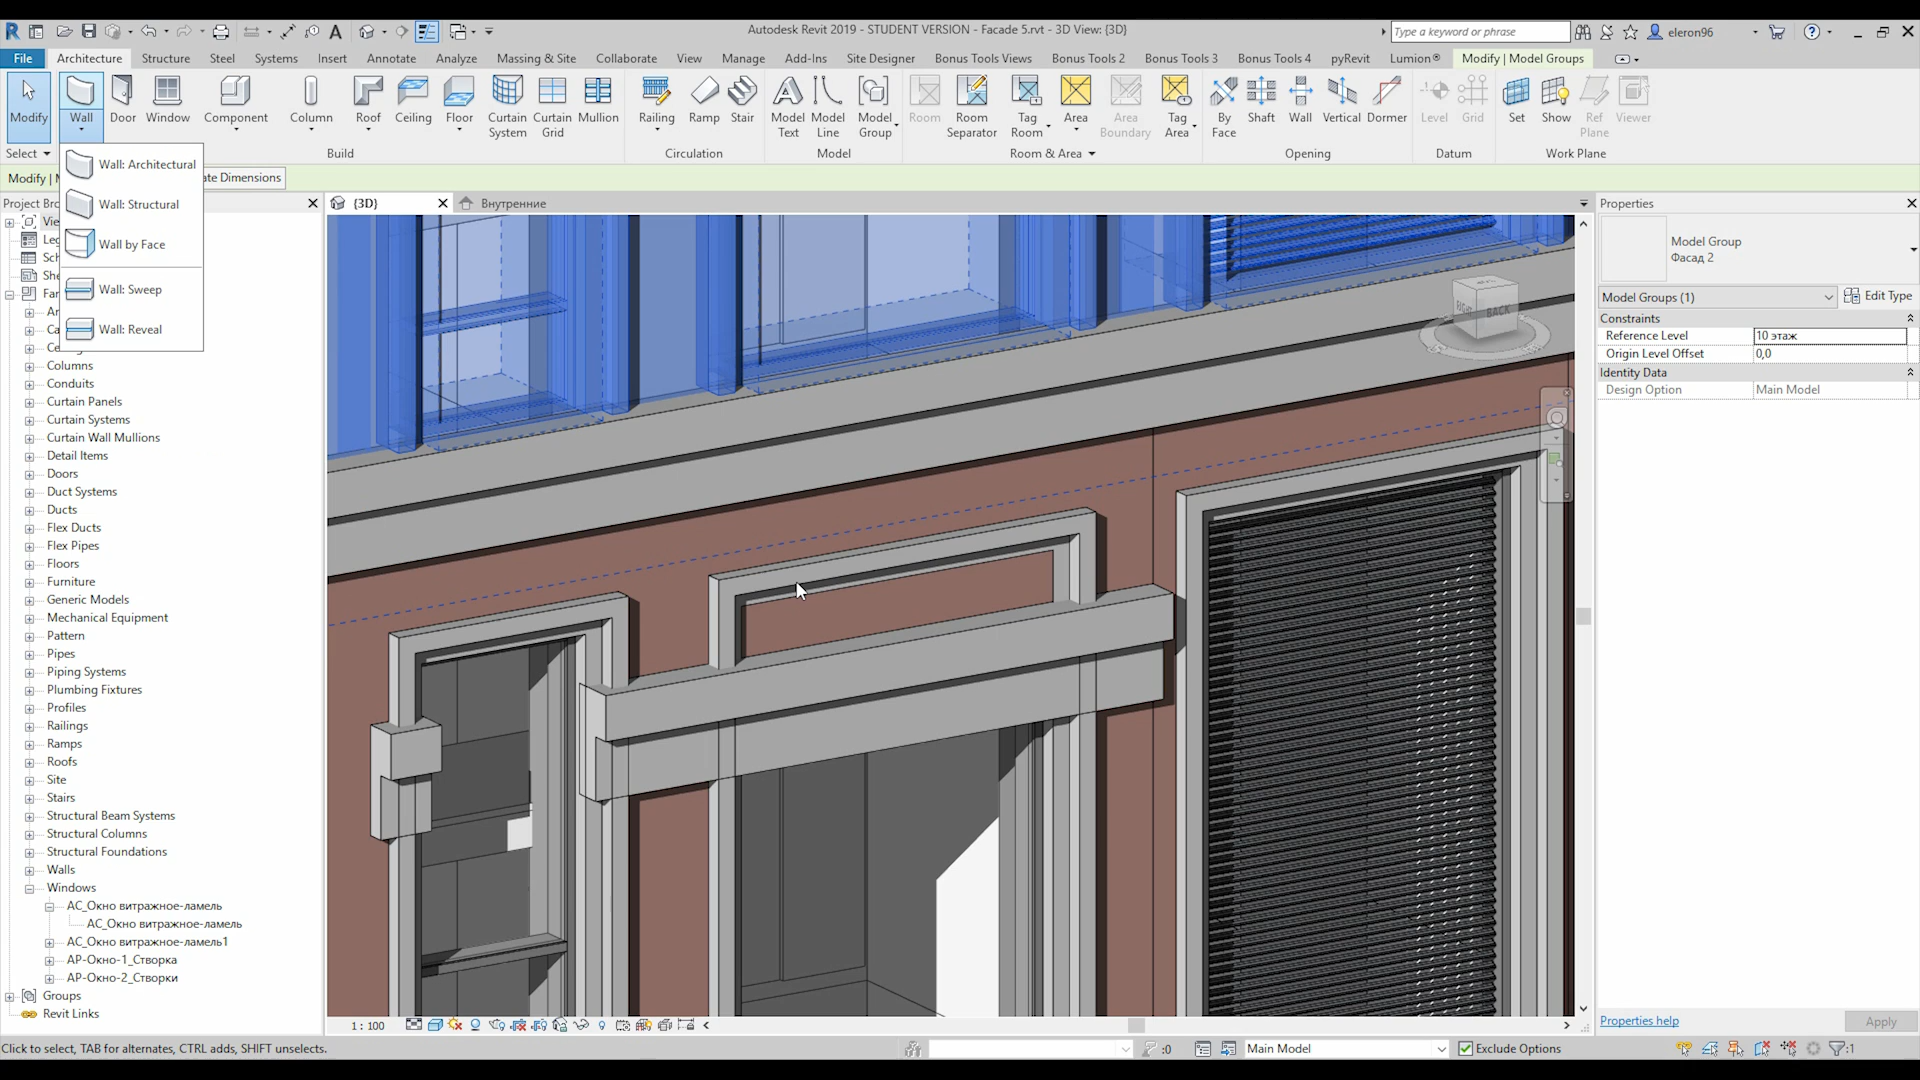 Autodesk Revit 2019 - STUDENT VERSION - Facade 5.rvt - 3D View: {3D}
Type a keyword or phrase
eleron96
File
Architecture
Structure
Steel
Systems
Insert
Annotate
Analyze
Massing & Site
Collaborate
View
Manage
Add-Ins
Site Designer
Bonus Tools Views
Bonus Tools 2
Bonus Tools 3
Bonus Tools 4
pyRevit
Lumion®
Modify | Model Groups
Modify
Wall
Door
Window
Component
Column
Roof
Ceiling
Floor
Curtain System
Curtain Grid
Mullion
Railing
Ramp
Stair
Model Text
Model Line
Model Group
Room
Room Separator
Tag Room
Area
Area Boundary
Tag Area
By Face
Shaft
Wall
Vertical
Dormer
Level
Grid
Set
Show
Ref Plane
Viewer
Select
Build
Circulation
Model
Room & Area
Opening
Datum
Work Plane
Modify |
ate Dimensions
Wall: Architectural
Wall: Structural
Wall by Face
Wall: Sweep
Wall: Reveal
Project Bro
Vie
Leg
Sch
She
Fan
Ar
Ca
Ce
Columns
Conduits
Curtain Panels
Curtain Systems
Curtain Wall Mullions
Detail Items
Doors
Duct Systems
Ducts
Flex Ducts
Flex Pipes
Floors
Furniture
Generic Models
Mechanical Equipment
Pattern
Pipes
Piping Systems
Plumbing Fixtures
Profiles
Railings
Ramps
Roofs
Site
Stairs
Structural Beam Systems
Structural Columns
Structural Foundations
Walls
Windows
АС_Окно витражное-ламель
АС_Окно витражное-ламель
АС_Окно витражное-ламель1
АР-Окно-1_Створка
АР-Окно-2_Створки
Groups
Revit Links
{3D}
Внутренние
RIGHT
BACK
Properties
Model Group
Фасад 2
Model Groups (1)
Edit Type
Constraints
Reference Level
10 этаж
Origin Level Offset
0,0
Identity Data
Design Option
Main Model
Properties help
Apply
1 : 100
Click to select, TAB for alternates, CTRL adds, SHIFT unselects.
:0
Main Model
Exclude Options
:1